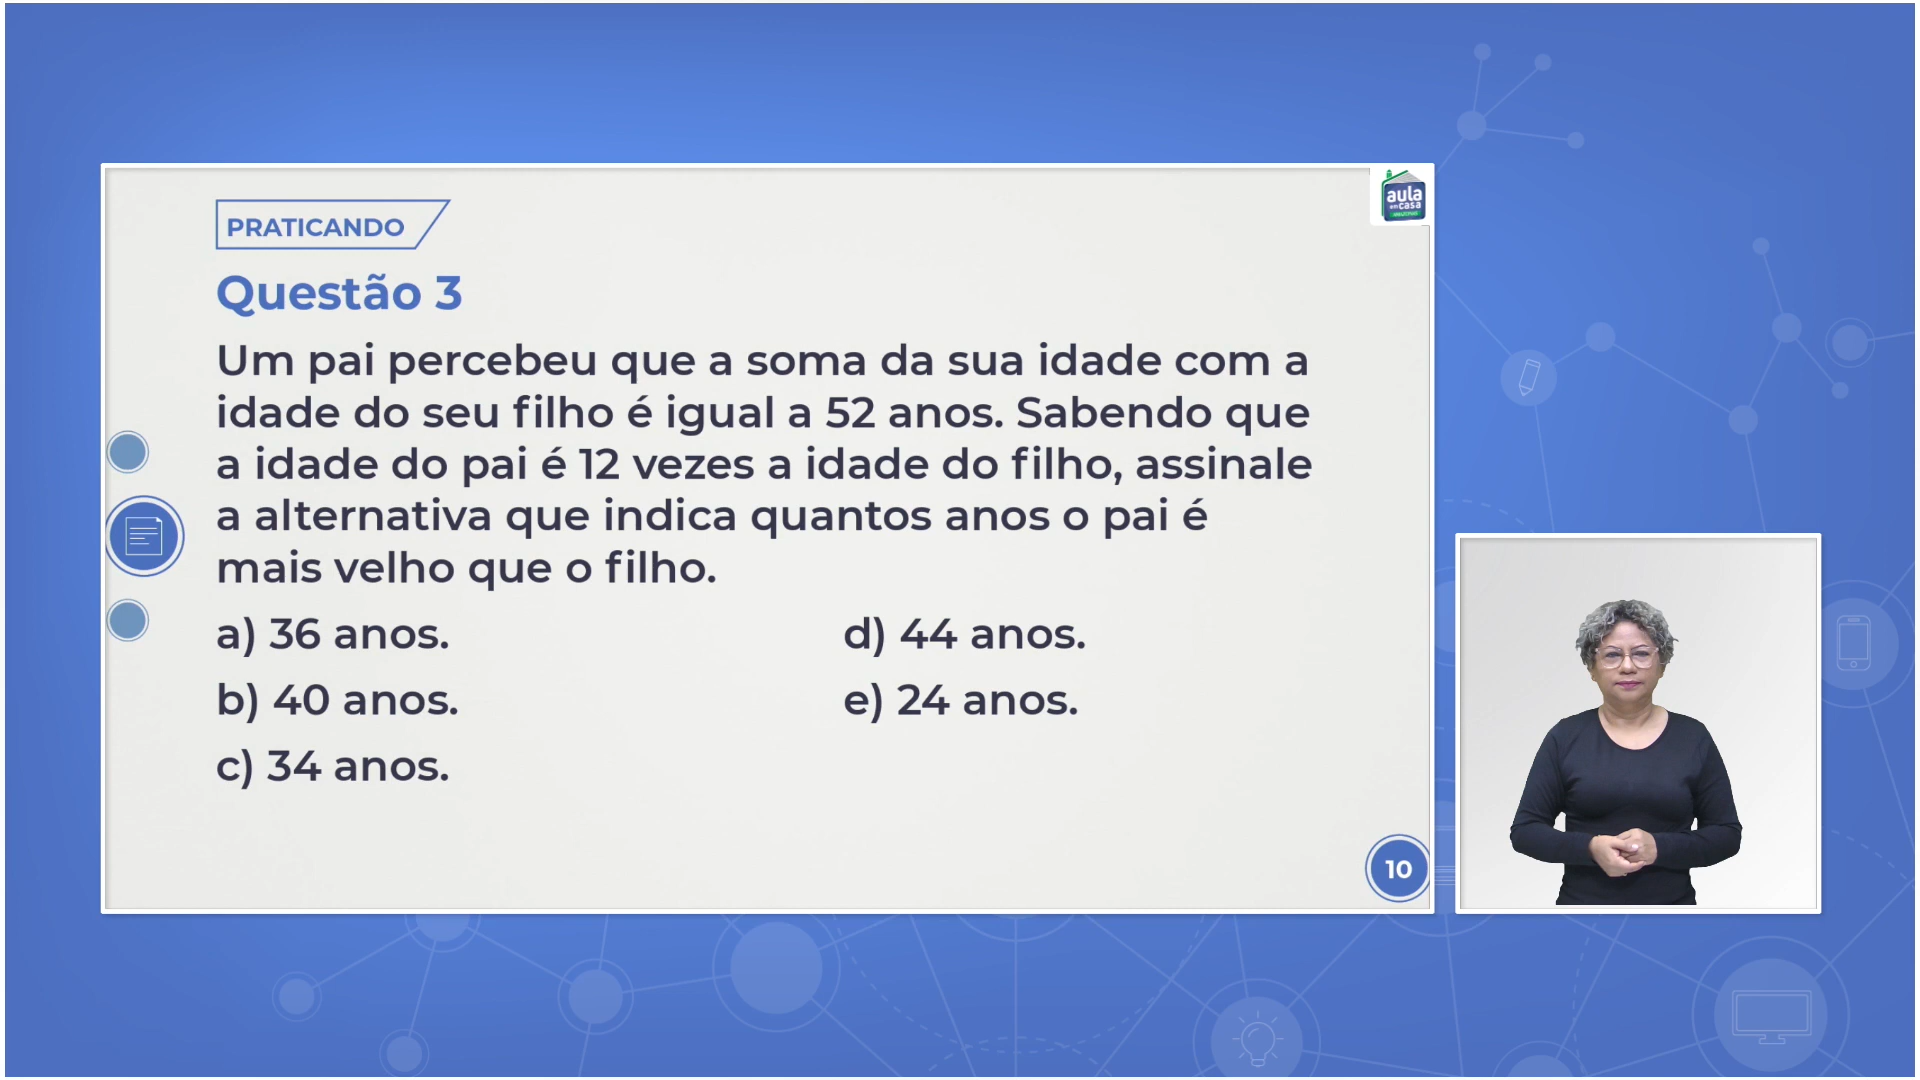 aula
em casa
PRATICANDO
Questão 3
Um pai percebeu que a soma da sua idade com a
idade do seu filho é igual a 52 anos. Sabendo que
a idade do pai é 12 vezes a idade do filho, assinale
a alternativa que indica quantos anos o pai é
mais velho que o filho.
a) 36 anos.
b) 40 anos.
c) 34 anos.
d) 44 anos.
e) 24 anos.
10